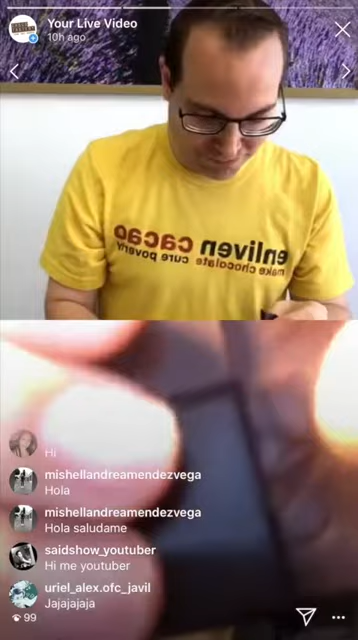 Your Live Video
10h ago
enliven cacao
make chocolate cure poverty
Hi
mishellandreamendezvega
Hola
mishellandreamendezvega
Hola saludame
saidshow_youtuber
Hi me youtuber
uriel_alex.ofc_javil
Jajajajaja
99